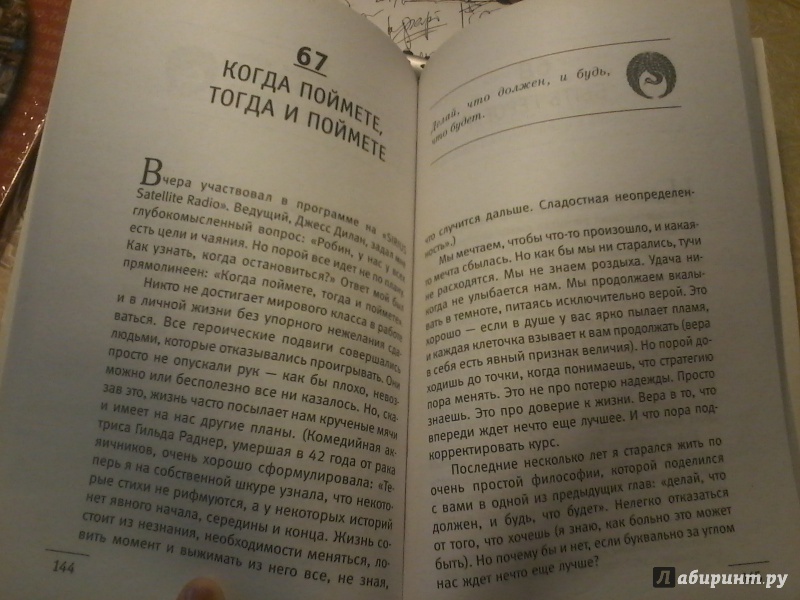 67
КОГДА ПОЙМЕТЕ,
ТОГДА И ПОЙМЕТЕ
Вчера участвовал в программе на «Sirius
Satellite Radio». Ведущий, Джесс Дилан, задал мне
глубокомысленный вопрос: «Робин, у нас у всех
есть цели и чаяния. Но порой все идет не по плану.
Как узнать, когда остановиться?» Ответ мой был
прямолинеен: «Когда поймете, тогда и поймете».
Никто не достигает мирового класса в работе
и в личной жизни без упорного нежелания сда-
ваться. Все героические подвиги совершались
людьми, которые отказывались проигрывать. Они
просто не опускали рук — как бы плохо, невоз-
можно или бесполезно все ни казалось. Но, ска-
зав это, жизнь часто посылает нам крученые мячи
и имеет на нас другие планы. (Комедийная ак-
триса Гильда Раднер, умершая в 42 года от рака
яичников, очень хорошо сформулировала: «Те-
перь я на собственной шкуре узнала, что некото-
рые стихи не рифмуются, а у некоторых историй
нет явного начала, середины и конца. Жизнь со-
стоит из незнания, необходимости меняться, ло-
вить момент и выжимать из него все, не зная,
144
Делай, что должен, и будь,
что будет.
что случится дальше. Сладостная неопределен-
ность».)
Мы мечтаем, чтобы что-то произошло, и какая-
то мечта сбылась. Но как бы мы ни старались, тучи
не расходятся. Мы не знаем роздыха. Удача ни-
когда не улыбается нам. Мы продолжаем вкалы-
вать в темноте, питаясь исключительно верой. Это
хорошо — если в душе у вас ярко пылает пламя,
и каждая клеточка взывает к вам продолжать (вера
в себя есть явный признак величия). Но порой до-
ходишь до точки, когда понимаешь, что стратегию
пора менять. Это не про потерю надежды. Просто
знаешь. Это про доверие к жизни. Вера в то, что
впереди ждет нечто еще лучшее. И что пора под-
корректировать курс.
Последние несколько лет я старался жить по
очень простой философии, которой поделился
с вами в одной из предыдущих глав: «делай, что
должен, и будь, что будет». Нелегко отказаться
от того, что хочешь (я знаю, как больно это может
быть). Но почему бы и нет, если буквально за углом
нас ждет нечто еще лучше?
Лабиринт.ру